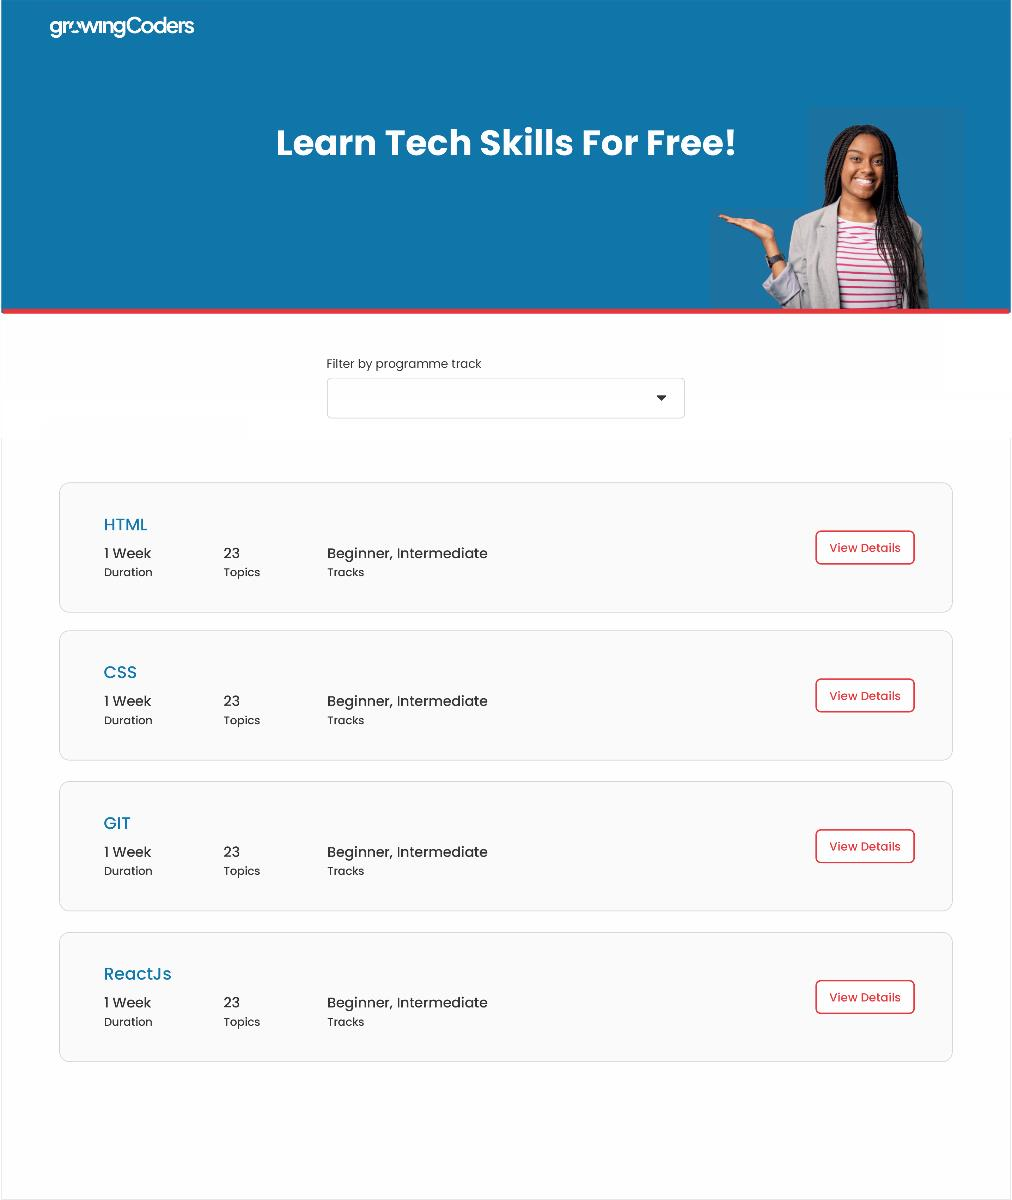 growingCoders
Learn Tech Skills For Free!
Filter by programme track
HTML
1 Week 23 Beginner, Intermediate
Duration Topics Tracks
View Details
CSS
1 Week 23 Beginner, Intermediate
Duration Topics Tracks
View Details
GIT
1 Week 23 Beginner, Intermediate
Duration Topics Tracks
View Details
ReactJs
1 Week 23 Beginner, Intermediate
Duration Topics Tracks
View Details